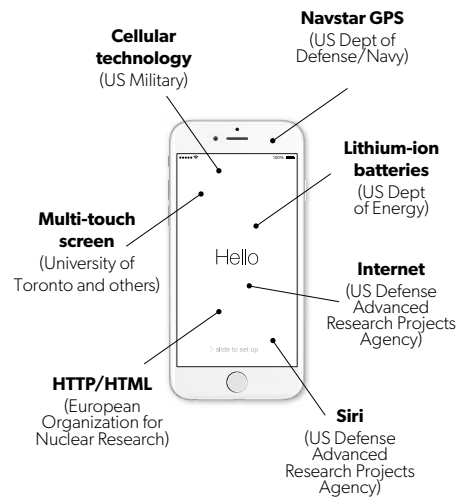 Navstar GPS
(US Dept of
Defense/Navy)
Cellular
technology
(US Military)
100%
Lithium-ion
batteries
(US Dept
of Energy)
Multi-touch
screen
(University of
Toronto and others)
Hello
Internet
(US Defense
Advanced
Research Projects
Agency)
> slide to set up
HTTP/HTML
(European
Organization for
Nuclear Research)
Siri
(US Defense
Advanced
Research Projects
Agency)